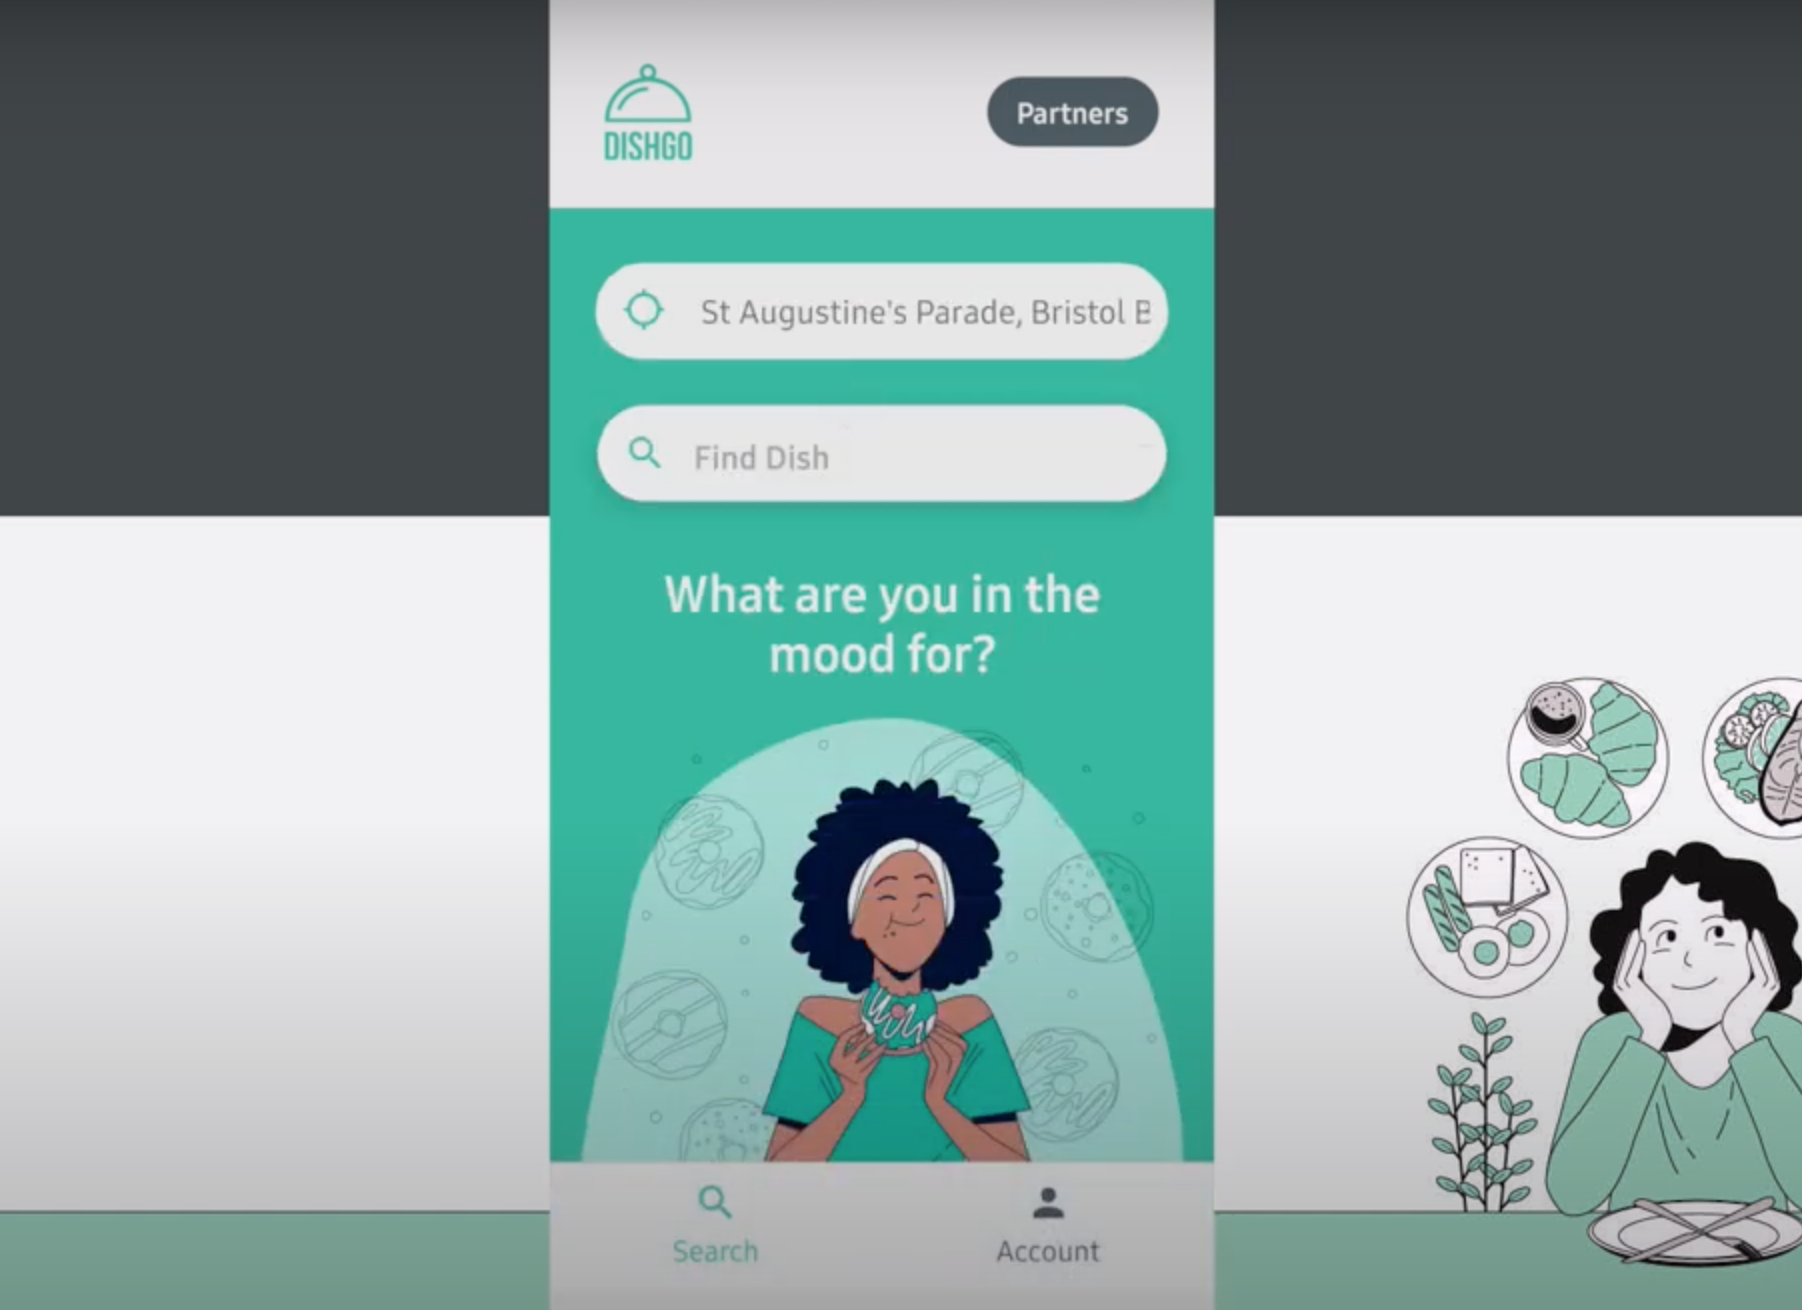 DISHGO
Partners
St Augustine's Parade, Bristol B
Find Dish
What are you in the
mood for?
Search
Account